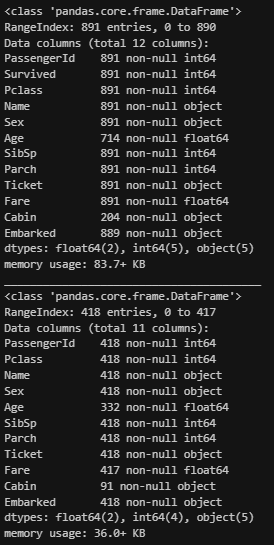 <class 'pandas.core.frame.DataFrame'>
RangeIndex: 891 entries, 0 to 890
Data columns (total 12 columns):
PassengerId    891 non-null int64
Survived       891 non-null int64
Pclass         891 non-null int64
Name           891 non-null object
Sex            891 non-null object
Age            714 non-null float64
SibSp          891 non-null int64
Parch          891 non-null int64
Ticket         891 non-null object
Fare           891 non-null float64
Cabin          204 non-null object
Embarked       889 non-null object
dtypes: float64(2), int64(5), object(5)
memory usage: 83.7+ KB
________________________________________
<class 'pandas.core.frame.DataFrame'>
RangeIndex: 418 entries, 0 to 417
Data columns (total 11 columns):
PassengerId    418 non-null int64
Pclass         418 non-null int64
Name           418 non-null object
Sex            418 non-null object
Age            332 non-null float64
SibSp          418 non-null int64
Parch          418 non-null int64
Ticket         418 non-null object
Fare           417 non-null float64
Cabin          91 non-null object
Embarked       418 non-null object
dtypes: float64(2), int64(4), object(5)
memory usage: 36.0+ KB